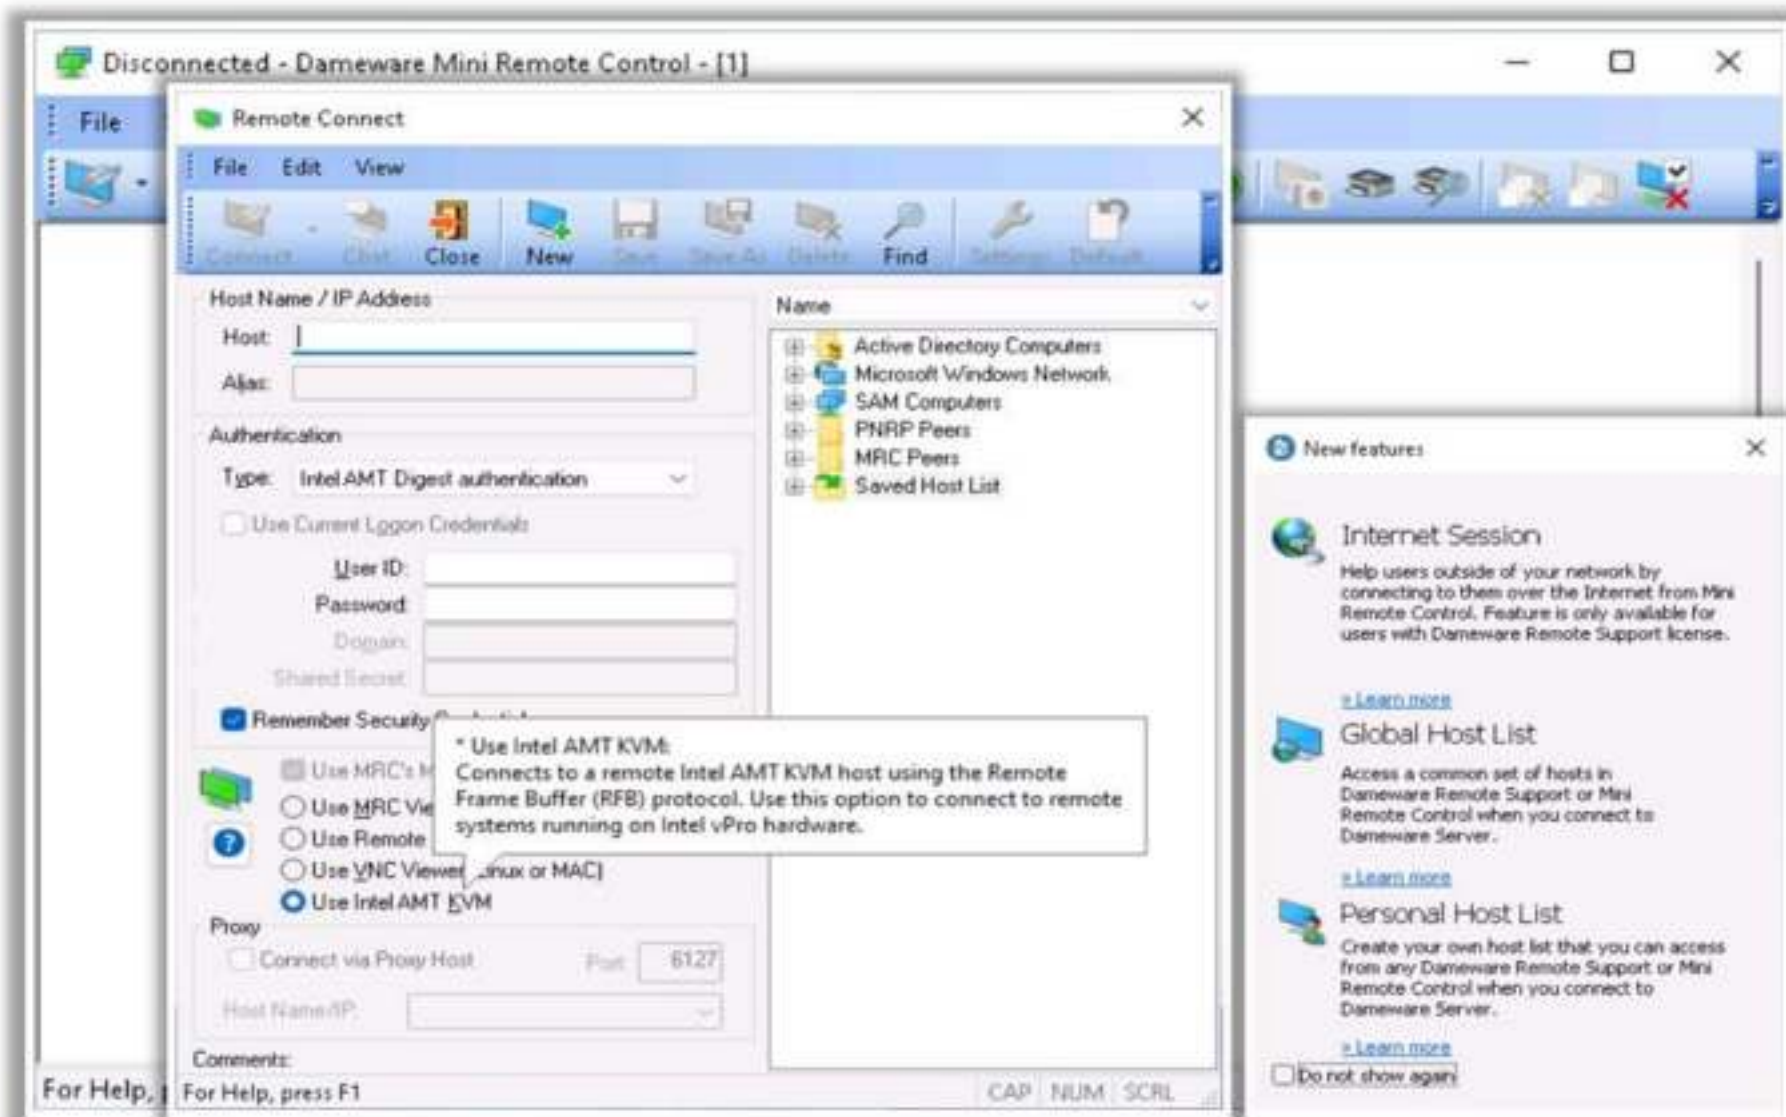 Disconnected - Dameware Mini Remote Control - [1]
File
Remote Connect
File Edit View
Connect Chat Close New Save Save As Delete Find Settings Default
Host Name / IP Address
Host:
Alias:
Authentication
Type: Intel AMT Digest authentication
Use Current Logon Credentials
User ID:
Password:
Domain:
Shared Secret:
Remember Security
Use MRC's M
Use MRC Vie
Use Remote
Use VNC Viewer Linux or MAC)
Use Intel AMT KVM
* Use Intel AMT KVM:
Connects to a remote Intel AMT KVM host using the Remote
Frame Buffer (RFB) protocol. Use this option to connect to remote
systems running on Intel vPro hardware.
Proxy
Connect via Proxy Host Port: 6127
Host Name/IP:
Comments:
For Help, press F1
CAP NUM SCRL
Name
Active Directory Computers
Microsoft Windows Network
SAM Computers
PNRP Peers
MRC Peers
Saved Host List
New features
Internet Session
Help users outside of your network by
connecting to them over the Internet from Mini
Remote Control. Feature is only available for
users with Dameware Remote Support license.
» Learn more
Global Host List
Access a common set of hosts in
Dameware Remote Support or Mini
Remote Control when you connect to
Dameware Server.
» Learn more
Personal Host List
Create your own host list that you can access
from any Dameware Remote Support or Mini
Remote Control when you connect to
Dameware Server.
» Learn more
Do not show again
For Help,